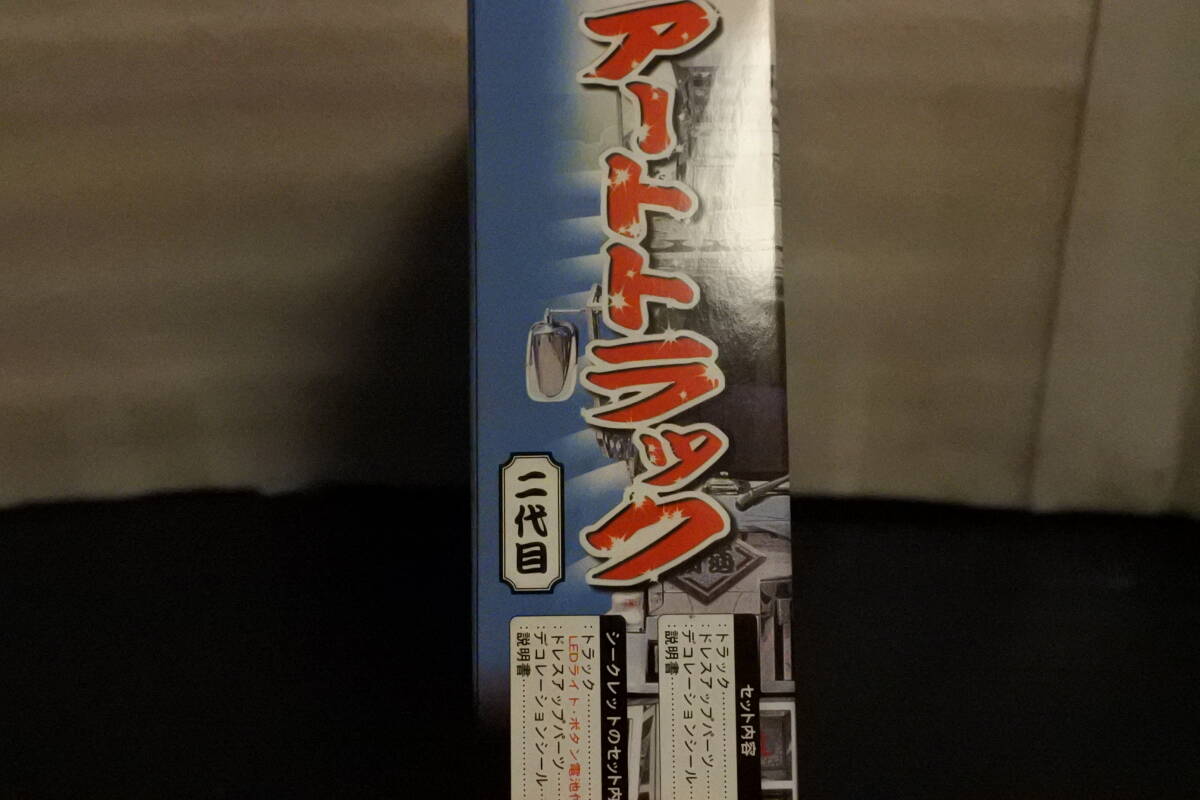 アートトラック
二代目
セット内容
:トラック……
:ドレスアップパーツ……
:デコレーションシール……
:説明書……
シークレットのセット内
:トラック……
LEDライト・ボタン電池付
:ドレスアップパーツ……
:デコレーションシール……
:説明書……